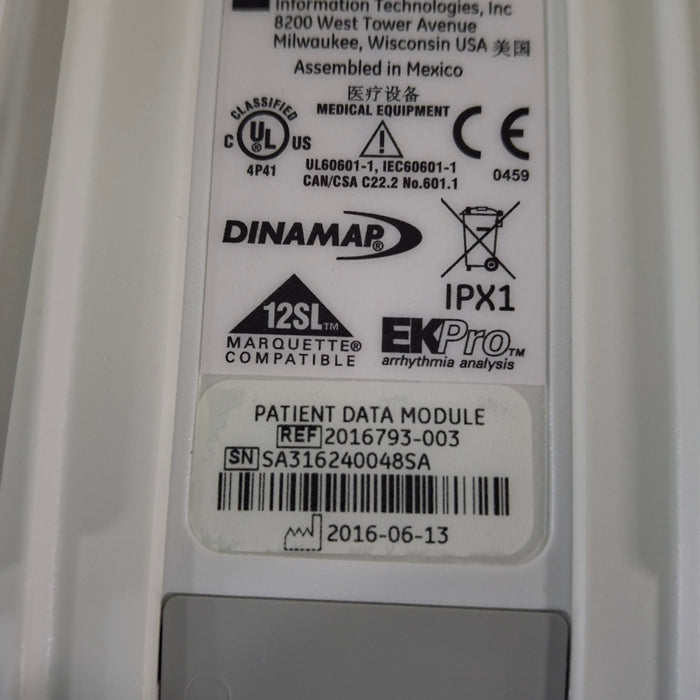 Information Technologies, Inc
8200 West Tower Avenue
Milwaukee, Wisconsin USA 美国
Assembled in Mexico
医疗设备
MEDICAL EQUIPMENT
CLASSIFIED
C UL® US
4P41
UL60601-1, IEC60601-1
CAN/CSA C22.2 No.601.1
CE
0459
DINAMAP®
IPX1
12SL™
MARQUETTE®
COMPATIBLE
EKPro™
arrhythmia analysis
PATIENT DATA MODULE
REF 2016793-003
SN SA316240048SA
2016-06-13